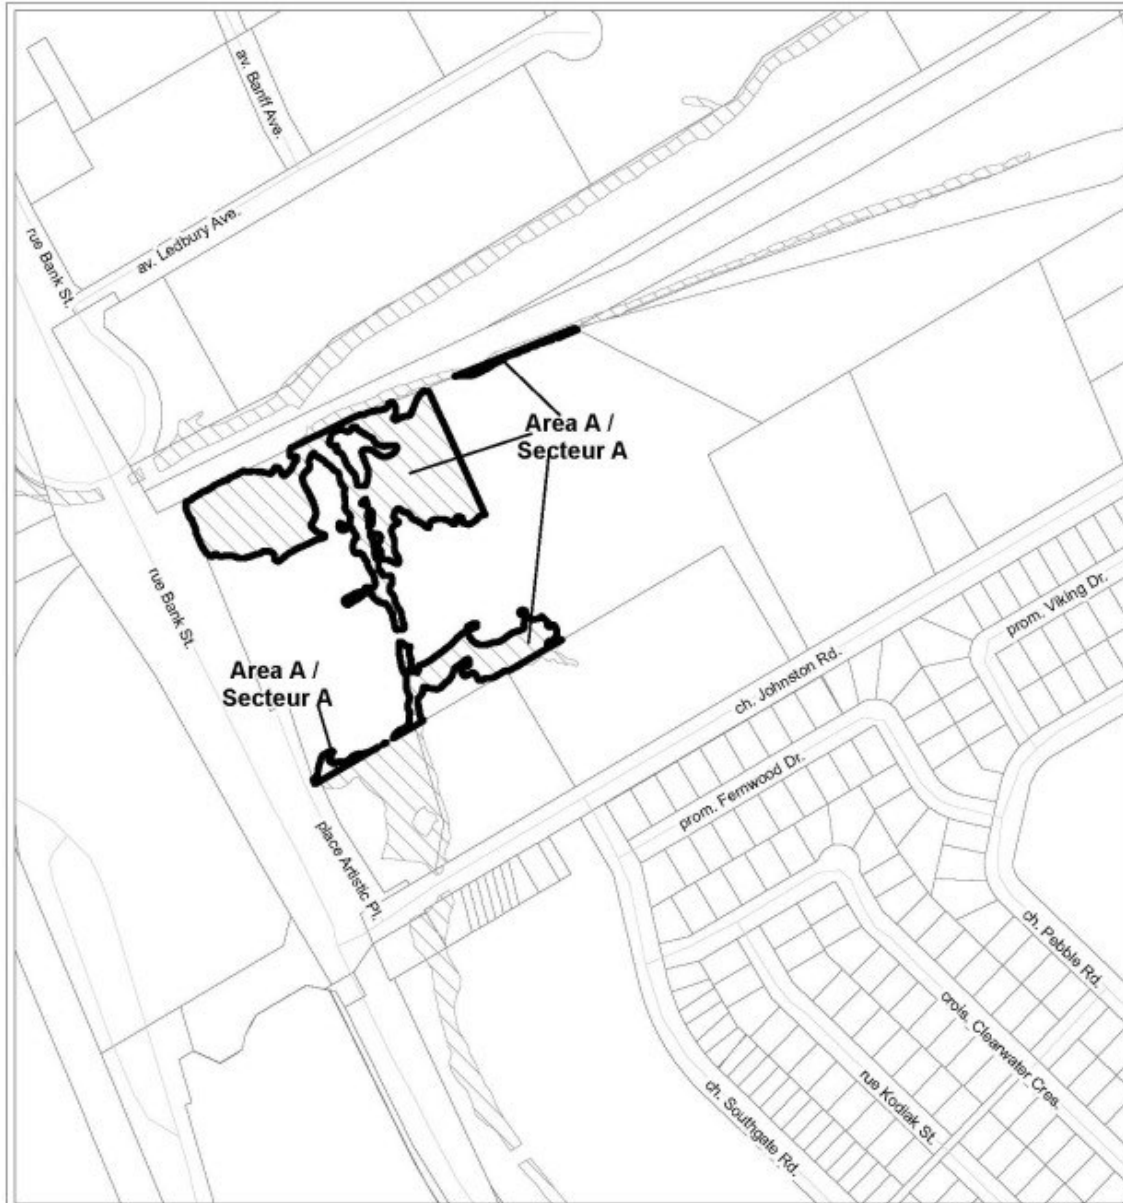 av. Banff Ave.
av. Ledbury Ave.
rue Bank St.
Area A /
Secteur A
rue Bank St.
Area A /
Secteur A
prom. Viking Dr.
ch. Johnston Rd.
prom. Fernwood Dr.
place Artistic Pl.
ch. Pebble Rd.
crois. Clearwater Cres.
rue Kodiak St.
ch. Southgate Rd.